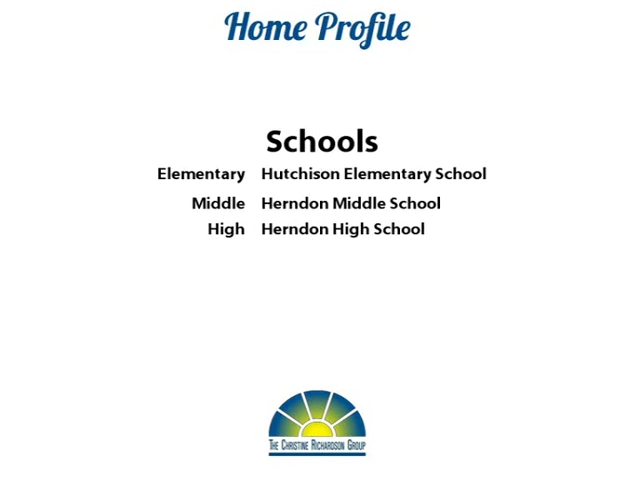 Home Profile
Schools
Elementary Hutchison Elementary School
Middle Herndon Middle School
High Herndon High School
The Christine Richardson Group